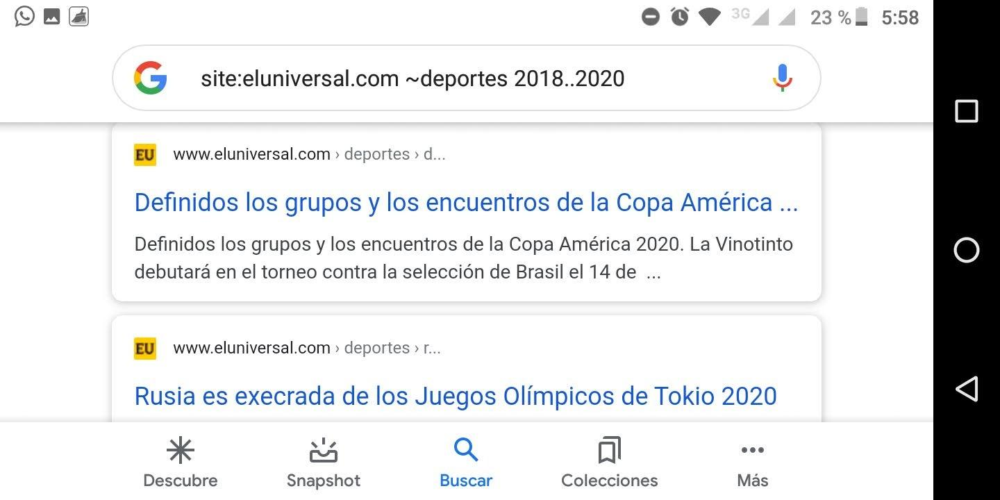 3G 23 % 5:58
site:eluniversal.com ~deportes 2018..2020
EU www.eluniversal.com › deportes › d...
Definidos los grupos y los encuentros de la Copa América ...
Definidos los grupos y los encuentros de la Copa América 2020. La Vinotinto
debutará en el torneo contra la selección de Brasil el 14 de ...
EU www.eluniversal.com › deportes › r...
Rusia es execrada de los Juegos Olímpicos de Tokio 2020
Descubre Snapshot Buscar Colecciones Más